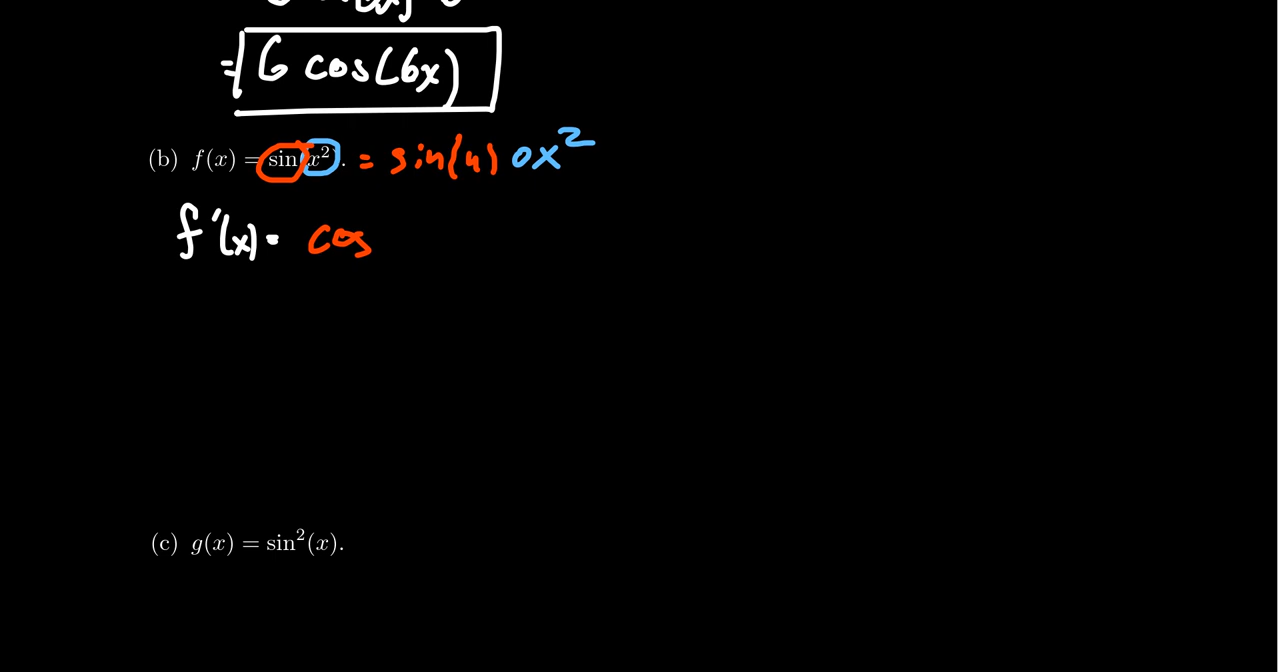 = 6 cos(6x)
(b) f(x) = sin(x²). = sin(u) ∘ x²
f'(x) = cos
(c) g(x) = sin²(x).